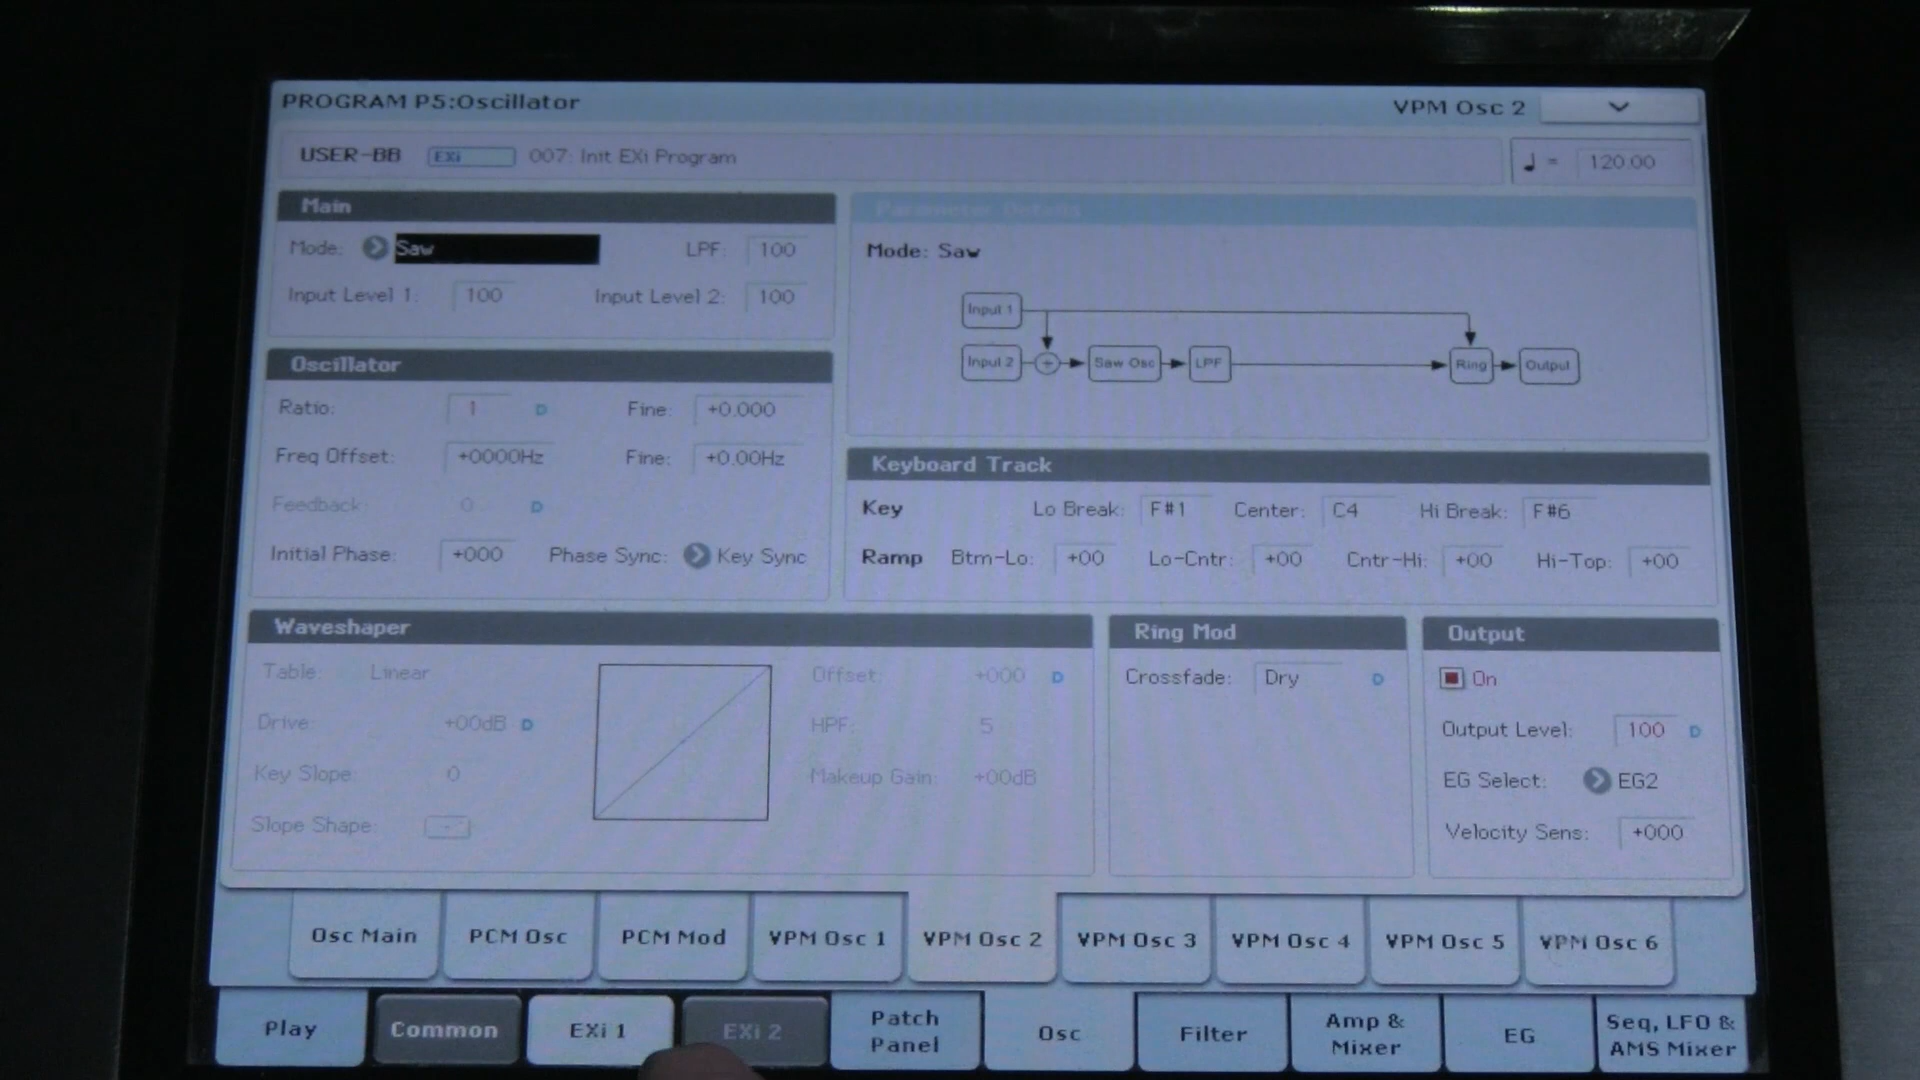 PROGRAM P5:Oscillator VPM Osc 2
USER-BB EXi 007: Init EXi Program ♩ = 120.00
Main
Mode: Saw LPF: 100
Input Level 1: 100 Input Level 2: 100
Parameter Details
Mode: Saw
Input 1
Input 2 + Saw Osc LPF Ring Output
Oscillator
Ratio: 1 D Fine: +0.000
Freq Offset: +0000Hz Fine: +0.00Hz
Feedback: 0 D
Initial Phase: +000 Phase Sync: Key Sync
Keyboard Track
Key Lo Break: F#1 Center: C4 Hi Break: F#6
Ramp Btm-Lo: +00 Lo-Cntr: +00 Cntr-Hi: +00 Hi-Top: +00
Waveshaper
Table: Linear Offset: +000 D
Drive: +00dB D HPF: 5
Key Slope: 0 Makeup Gain: +00dB
Slope Shape: -
Ring Mod
Crossfade: Dry D
Output
On
Output Level: 100 D
EG Select: EG2
Velocity Sens: +000
Osc Main PCM Osc PCM Mod VPM Osc 1 VPM Osc 2 VPM Osc 3 VPM Osc 4 VPM Osc 5 VPM Osc 6
Play Common EXi 1 EXi 2 Patch Panel Osc Filter Amp & Mixer EG Seq, LFO & AMS Mixer